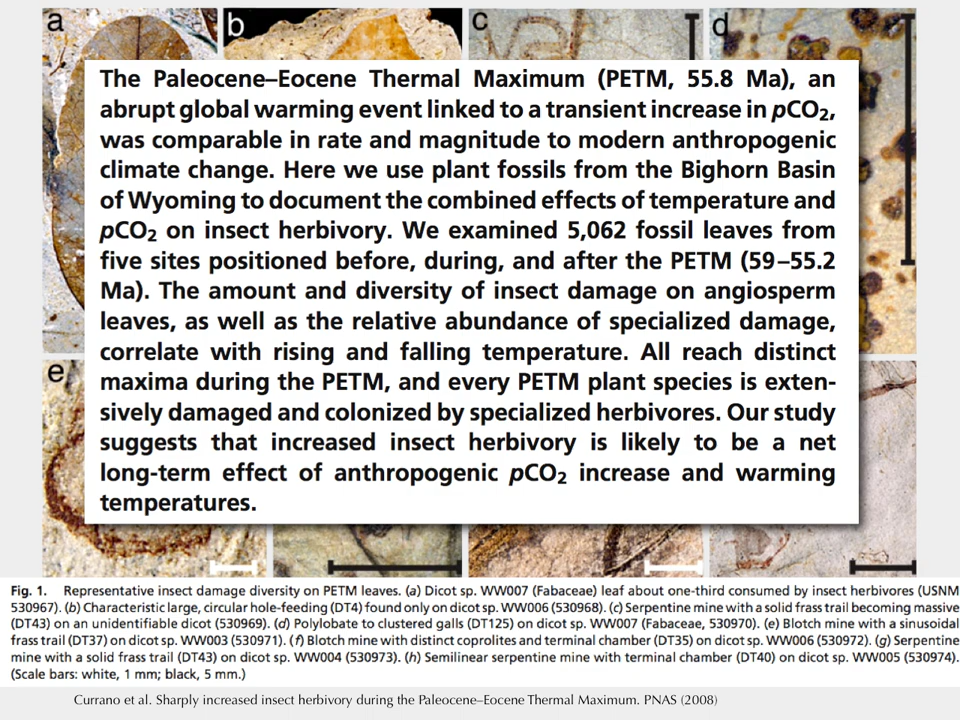 a
b
c
d
The Paleocene–Eocene Thermal Maximum (PETM, 55.8 Ma), an
abrupt global warming event linked to a transient increase in pCO2,
was comparable in rate and magnitude to modern anthropogenic
climate change. Here we use plant fossils from the Bighorn Basin
of Wyoming to document the combined effects of temperature and
pCO2 on insect herbivory. We examined 5,062 fossil leaves from
five sites positioned before, during, and after the PETM (59–55.2
Ma). The amount and diversity of insect damage on angiosperm
leaves, as well as the relative abundance of specialized damage,
correlate with rising and falling temperature. All reach distinct
maxima during the PETM, and every PETM plant species is exten-
sively damaged and colonized by specialized herbivores. Our study
suggests that increased insect herbivory is likely to be a net
long-term effect of anthropogenic pCO2 increase and warming
temperatures.
e
Fig. 1. Representative insect damage diversity on PETM leaves. (a) Dicot sp. WW007 (Fabaceae) leaf about one-third consumed by insect herbivores (USNM
530967). (b) Characteristic large, circular hole-feeding (DT4) found only on dicot sp. WW006 (530968). (c) Serpentine mine with a solid frass trail becoming massive
(DT43) on an unidentifiable dicot (530969). (d) Polylobate to clustered galls (DT125) on dicot sp. WW007 (Fabaceae, 530970). (e) Blotch mine with a sinusoidal
frass trail (DT37) on dicot sp. WW003 (530971). (f) Blotch mine with distinct coprolites and terminal chamber (DT35) on dicot sp. WW006 (530972). (g) Serpentine
mine with a solid frass trail (DT43) on dicot sp. WW004 (530973). (h) Semilinear serpentine mine with terminal chamber (DT40) on dicot sp. WW005 (530974).
(Scale bars: white, 1 mm; black, 5 mm.)
Currano et al. Sharply increased insect herbivory during the Paleocene–Eocene Thermal Maximum. PNAS (2008)